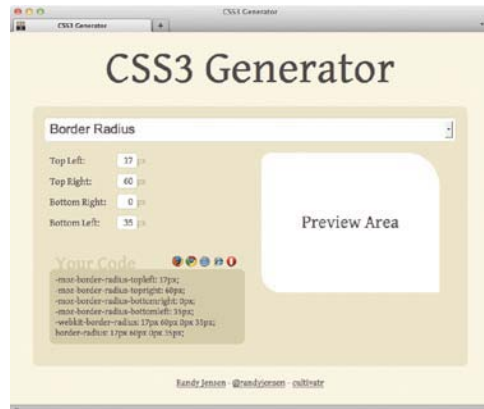 CSS3 Generator
CSS3 Generator
CSS3 Generator
Border Radius
Top Left: 17 px
Top Right: 60 px
Bottom Right: 0 px
Bottom Left: 35 px
Preview Area
Your Code
-moz-border-radius-topleft: 17px;
-moz-border-radius-topright: 60px;
-moz-border-radius-bottomright: 0px;
-moz-border-radius-bottomleft: 35px;
-webkit-border-radius: 17px 60px 0px 35px;
border-radius: 17px 60px 0px 35px;
Randy Jensen - @randyjensen - cultivatr